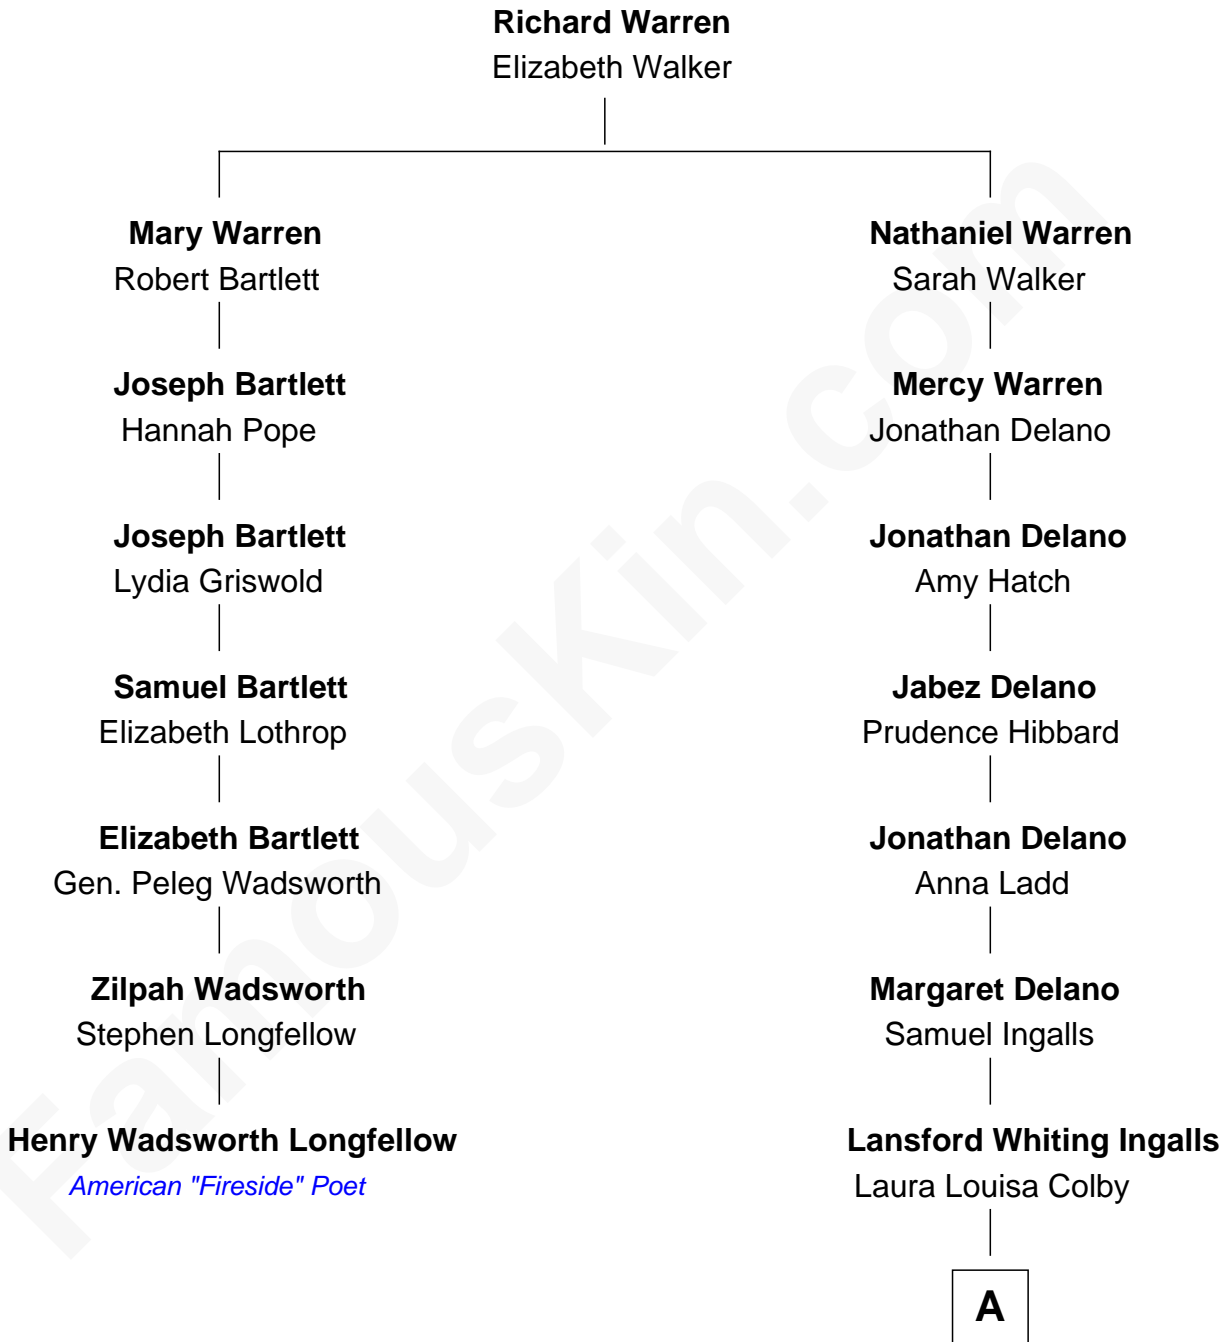 Richard Warren
Elizabeth Walker
Mary Warren
Robert Bartlett
Nathaniel Warren
Sarah Walker
Joseph Bartlett
Hannah Pope
Mercy Warren
Jonathan Delano
Joseph Bartlett
Lydia Griswold
Jonathan Delano
Amy Hatch
Samuel Bartlett
Elizabeth Lothrop
Jabez Delano
Prudence Hibbard
Elizabeth Bartlett
Gen. Peleg Wadsworth
Jonathan Delano
Anna Ladd
Zilpah Wadsworth
Stephen Longfellow
Margaret Delano
Samuel Ingalls
Henry Wadsworth Longfellow
American "Fireside" Poet
Lansford Whiting Ingalls
Laura Louisa Colby
A
FamousKin.com